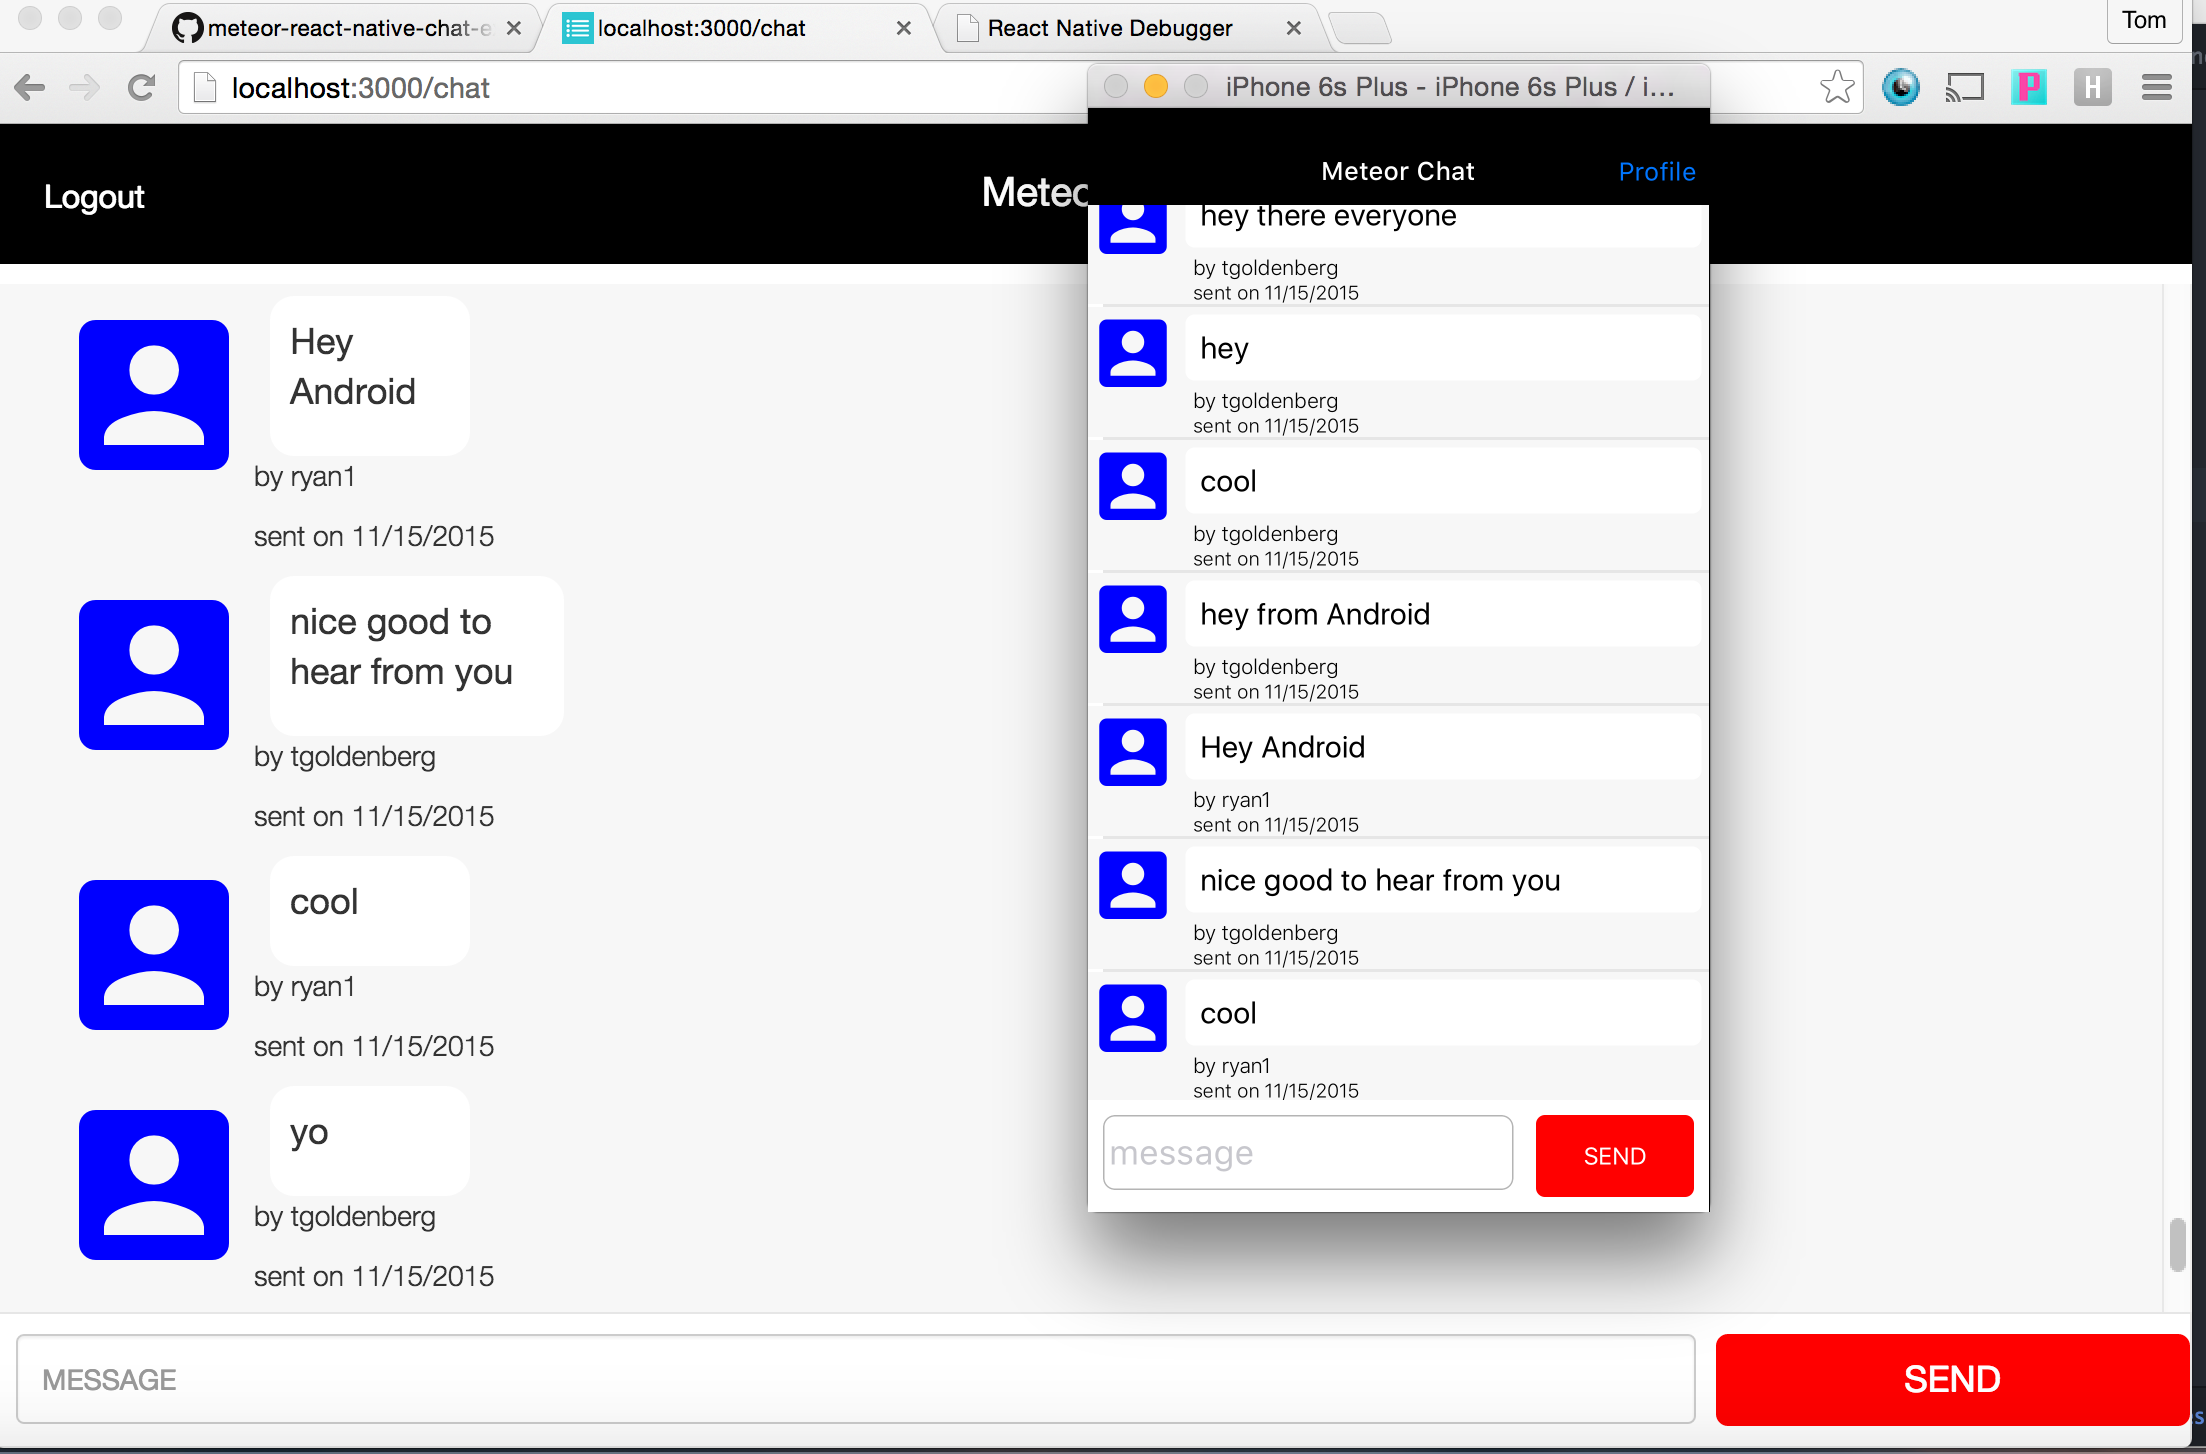 meteor-react-native-chat-e
localhost:3000/chat
React Native Debugger
Tom
localhost:3000/chat
H
Logout
Hey
Android
by ryan1
sent on 11/15/2015
nice good to
hear from you
by tgoldenberg
sent on 11/15/2015
cool
by ryan1
sent on 11/15/2015
yo
by tgoldenberg
sent on 11/15/2015
MESSAGE
SEND
iPhone 6s Plus - iPhone 6s Plus / i...
Meteor Chat
Profile
hey there everyone
by tgoldenberg
sent on 11/15/2015
hey
by tgoldenberg
sent on 11/15/2015
cool
by tgoldenberg
sent on 11/15/2015
hey from Android
by tgoldenberg
sent on 11/15/2015
Hey Android
by ryan1
sent on 11/15/2015
nice good to hear from you
by tgoldenberg
sent on 11/15/2015
cool
by ryan1
sent on 11/15/2015
message
SEND